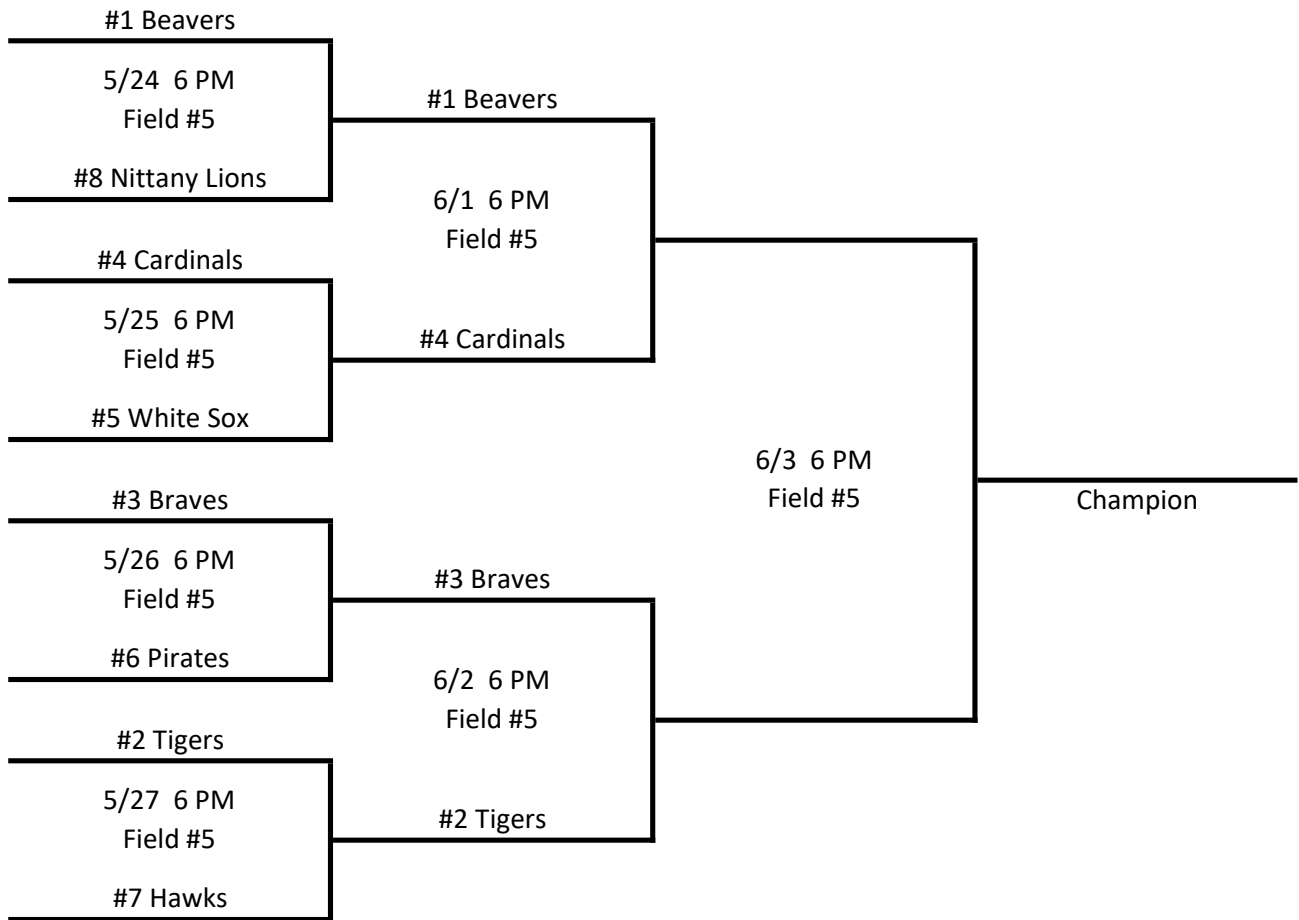 #1 Beavers
5/24 6 PM
Field #5
#8 Nittany Lions
#4 Cardinals
5/25 6 PM
Field #5
#5 White Sox
#3 Braves
5/26 6 PM
Field #5
#6 Pirates
#2 Tigers
5/27 6 PM
Field #5
#7 Hawks
#1 Beavers
6/1 6 PM
Field #5
#4 Cardinals
#3 Braves
6/2 6 PM
Field #5
#2 Tigers
6/3 6 PM
Field #5
Champion